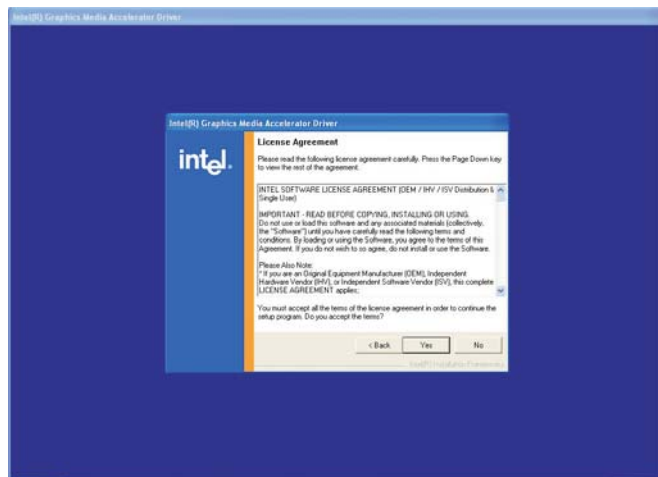 Intel(R) Graphics Media Accelerator Driver
Intel(R) Graphics Media Accelerator Driver
intel.
License Agreement
Please read the following license agreement carefully. Press the Page Down key
to view the rest of the agreement.
INTEL SOFTWARE LICENSE AGREEMENT (OEM / IHV / ISV Distribution &
Single User)
IMPORTANT - READ BEFORE COPYING, INSTALLING OR USING.
Do not use or load this software and any associated materials (collectively,
the "Software") until you have carefully read the following terms and
conditions. By loading or using the Software, you agree to the terms of this
Agreement. If you do not wish to so agree, do not install or use the Software.
Please Also Note:
* If you are an Original Equipment Manufacturer (OEM), Independent
Hardware Vendor (IHV), or Independent Software Vendor (ISV), this complete
LICENSE AGREEMENT applies;
You must accept all the terms of the license agreement in order to continue the
setup program. Do you accept the terms?
< Back Yes No
Intel(R) Installation Framework